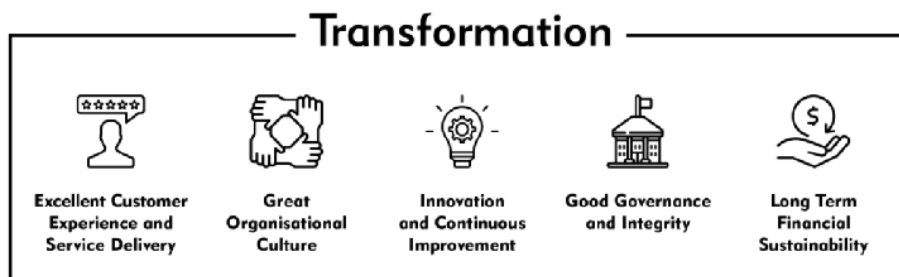 Transformation
Excellent Customer
Experience and
Service Delivery
Great
Organisational
Culture
Innovation
and Continuous
Improvement
Good Governance
and Integrity
$
Long Term
Financial
Sustainability